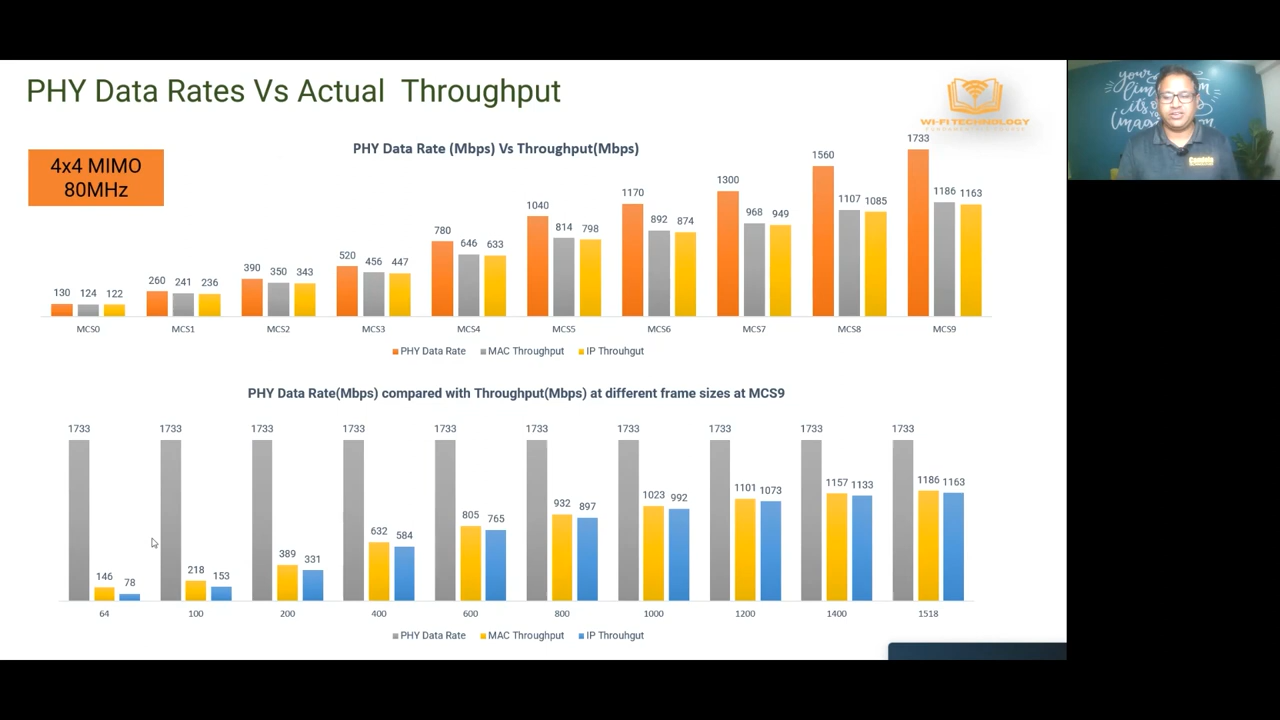 PHY Data Rates Vs Actual Throughput
WI-FI TECHNOLOGY
4x4 MIMO
80MHz
PHY Data Rate (Mbps) Vs Throughput(Mbps)
130 124 122
260 241 236
390 350 343
520 456 447
780 646 633
1040 814 798
1170 892 874
1300 968 949
1560 1107 1085
1733 1186 1163
MCS0 MCS1 MCS2 MCS3 MCS4 MCS5 MCS6 MCS7 MCS8 MCS9
PHY Data Rate MAC Throughput IP Throuhgut
PHY Data Rate(Mbps) compared with Throughput(Mbps) at different frame sizes at MCS9
1733 146 78
1733 218 153
1733 389 331
1733 632 584
1733 805 765
1733 932 897
1733 1023 992
1733 1101 1073
1733 1157 1133
1733 1186 1163
64 100 200 400 600 800 1000 1200 1400 1518
PHY Data Rate MAC Throughput IP Throuhgut
your
it's
Candela